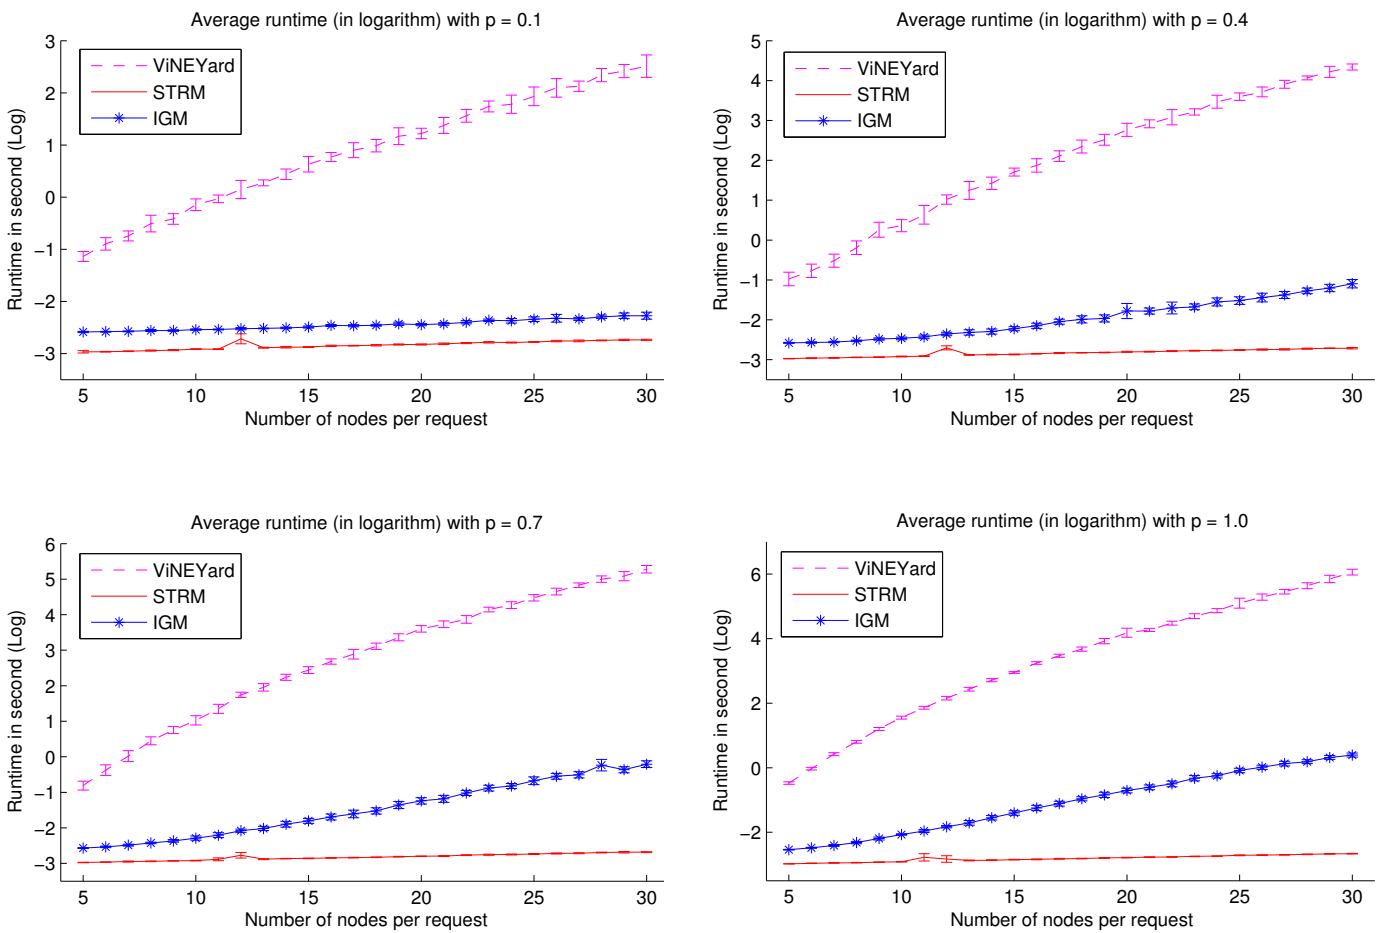 Average runtime (in logarithm) with p = 0.1
3
2
1
0
−1
−2
−3
Runtime in second (Log)
ViNEYard
STRM
IGM
5 10 15 20 25 30
Number of nodes per request
Average runtime (in logarithm) with p = 0.4
5
4
3
2
1
0
−1
−2
−3
Runtime in second (Log)
ViNEYard
STRM
IGM
5 10 15 20 25 30
Number of nodes per request
Average runtime (in logarithm) with p = 0.7
6
5
4
3
2
1
0
−1
−2
−3
Runtime in second (Log)
ViNEYard
STRM
IGM
5 10 15 20 25 30
Number of nodes per request
Average runtime (in logarithm) with p = 1.0
6
4
2
0
−2
Runtime in second (Log)
ViNEYard
STRM
IGM
5 10 15 20 25 30
Number of nodes per request